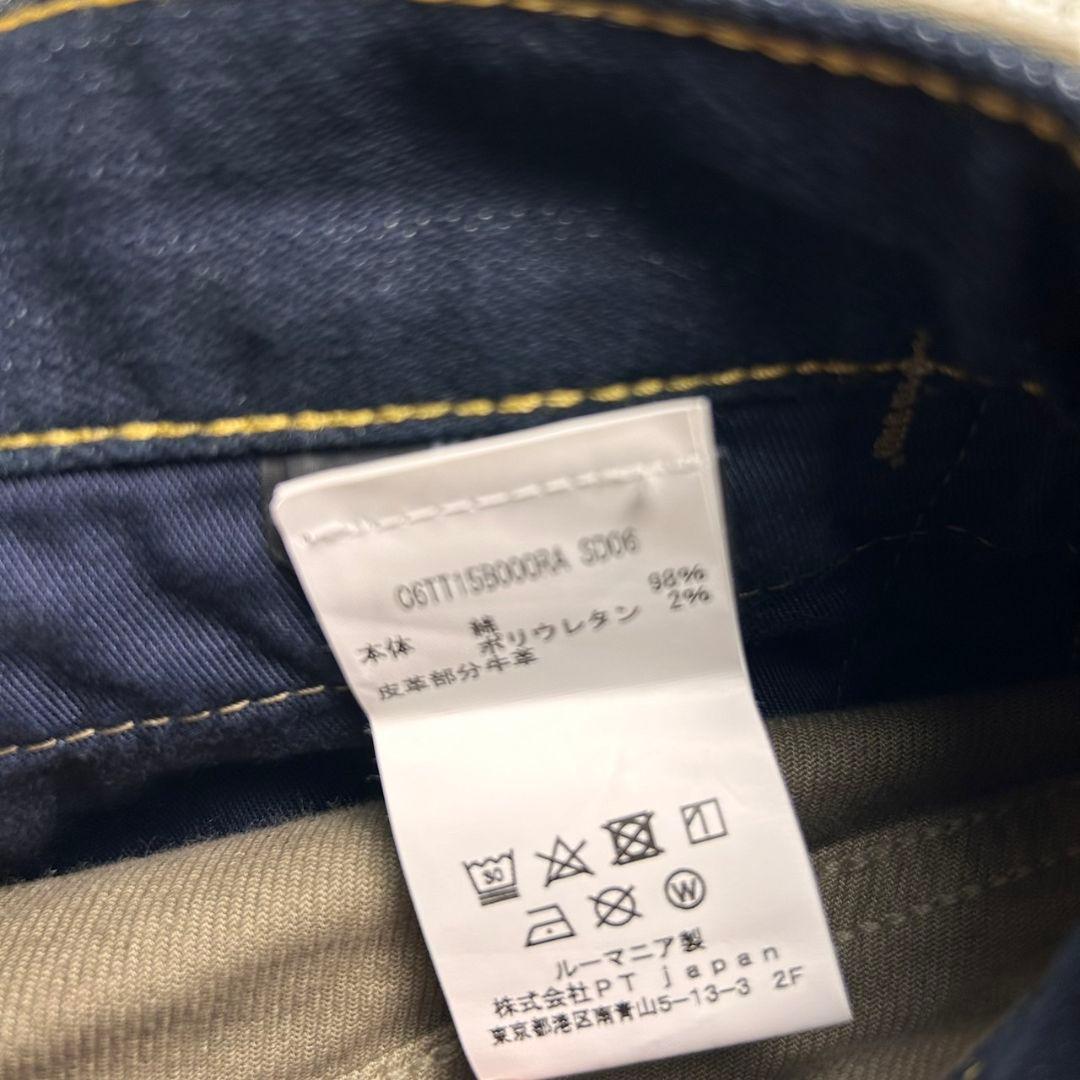 C6TT15B000RA SD06
本体 綿 98%
ポリウレタン 2%
皮革部分牛革
30
W
ルーマニア製
株式会社PT japan
東京都港区南青山5-13-3 2F